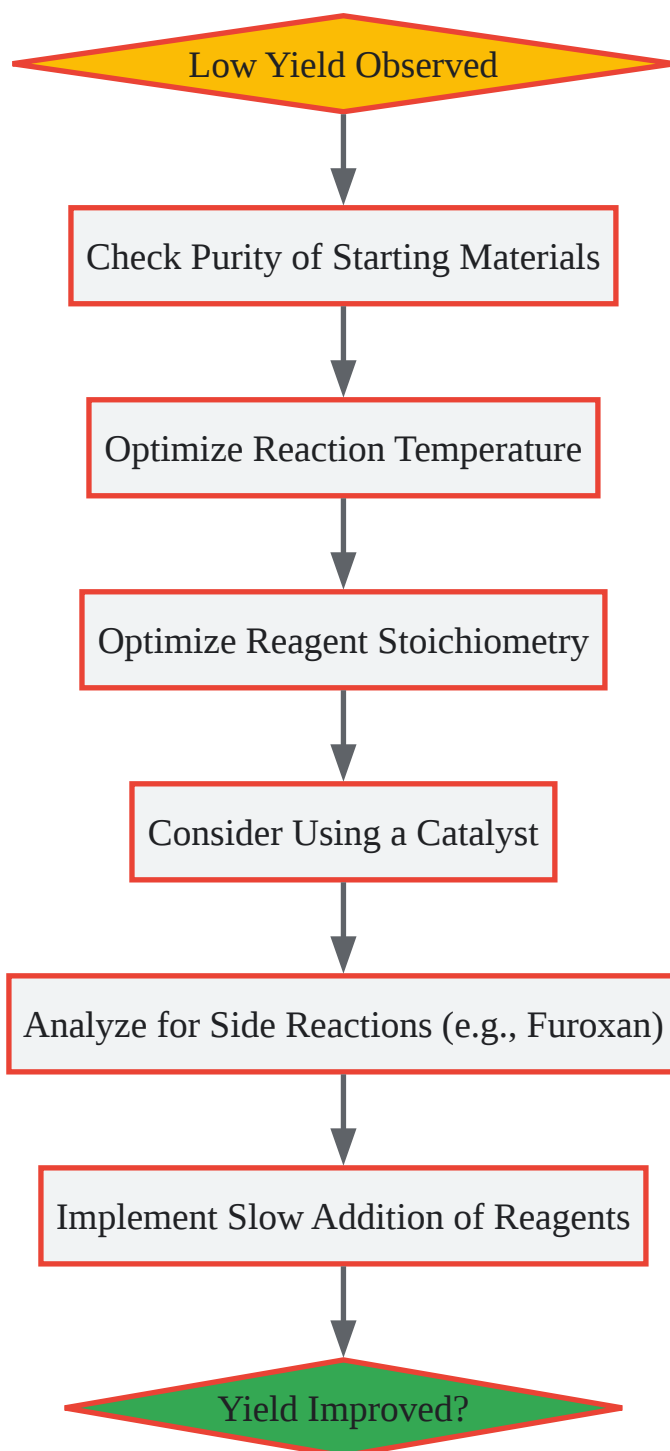 Low Yield Observed
Check Purity of Starting Materials
Optimize Reaction Temperature
Optimize Reagent Stoichiometry
Consider Using a Catalyst
Analyze for Side Reactions (e.g., Furoxan)
Implement Slow Addition of Reagents
Yield Improved?